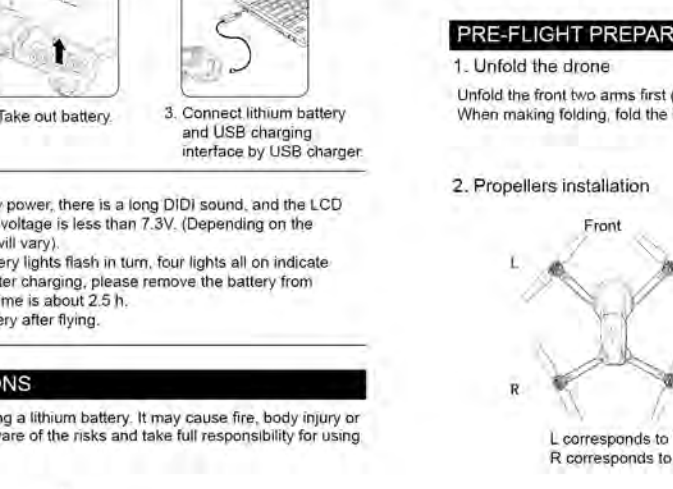 Take out battery.
3. Connect lithium battery
and USB charging
interface by USB charger
power, there is a long DIDI sound, and the LCD
voltage is less than 7.3V. (Depending on the
will vary).
ery lights flash in turn, four lights all on indicate
ter charging, please remove the battery from
me is about 2.5 h.
ery after flying.
ONS
ng a lithium battery. It may cause fire, body injury or
vare of the risks and take full responsibility for using
PRE-FLIGHT PREPAR
1. Unfold the drone
Unfold the front two arms first (
When making folding, fold the
2. Propellers installation
Front
L
R
L corresponds to
R corresponds to